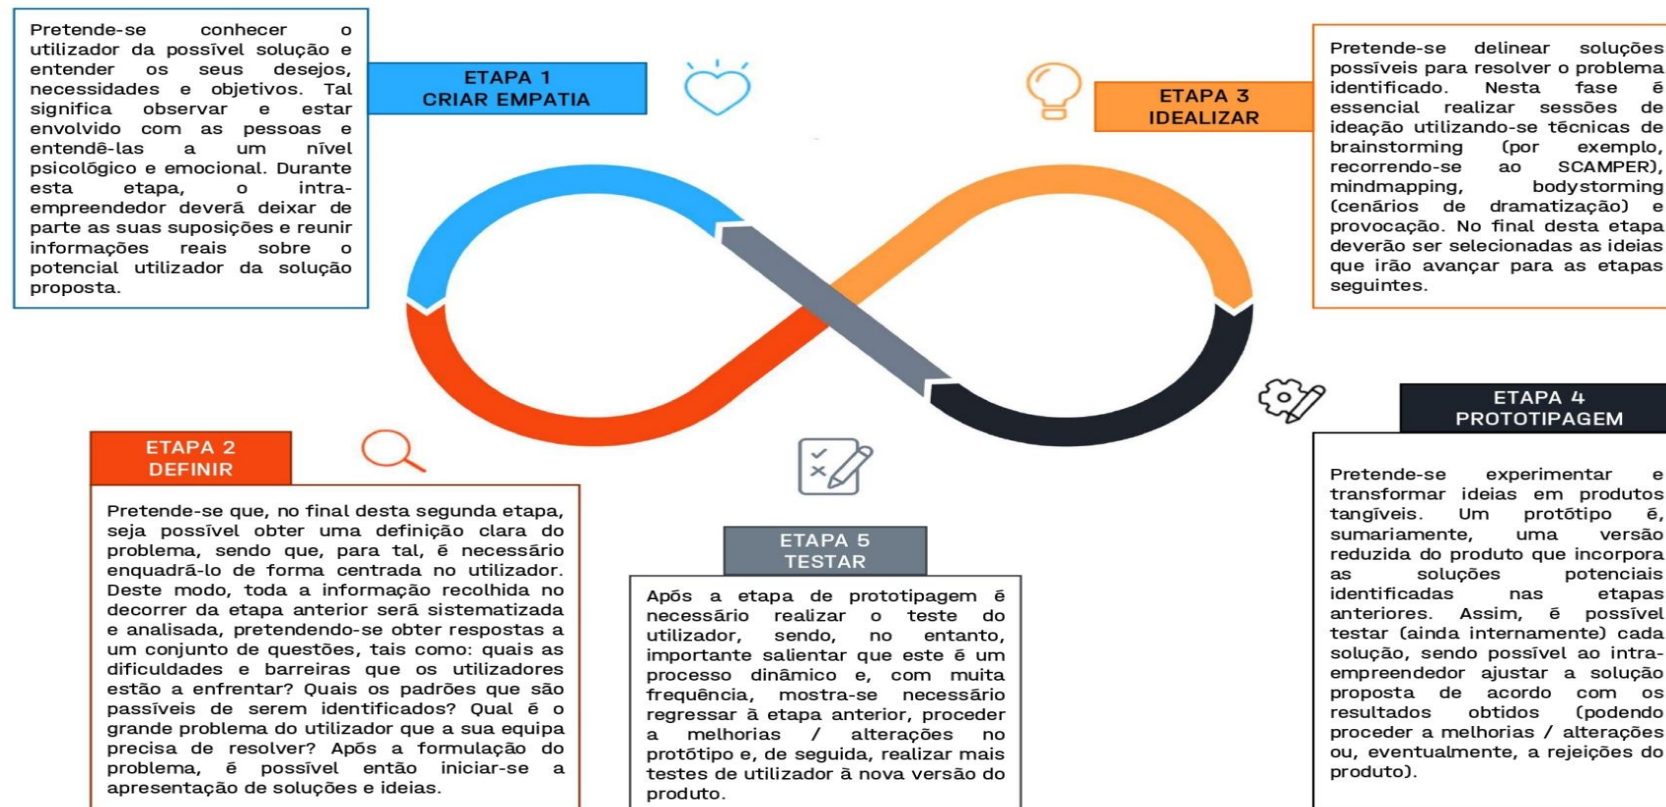 Pretende-se conhecer o
utilizador da possível solução e
entender os seus desejos,
necessidades e objetivos. Tal
significa observar e estar
envolvido com as pessoas e
entendê-las a um nível
psicológico e emocional. Durante
esta etapa, o intra-
empreendedor deverá deixar de
parte as suas suposições e reunir
informações reais sobre o
potencial utilizador da solução
proposta.
ETAPA 1
CRIAR EMPATIA
ETAPA 2
DEFINIR
Pretende-se que, no final desta segunda etapa,
seja possível obter uma definição clara do
problema, sendo que, para tal, é necessário
enquadrá-lo de forma centrada no utilizador.
Deste modo, toda a informação recolhida no
decorrer da etapa anterior será sistematizada
e analisada, pretendendo-se obter respostas a
um conjunto de questões, tais como: quais as
dificuldades e barreiras que os utilizadores
estão a enfrentar? Quais os padrões que são
passíveis de serem identificados? Qual é o
grande problema do utilizador que a sua equipa
precisa de resolver? Após a formulação do
problema, é possível então iniciar-se a
apresentação de soluções e ideias.
ETAPA 3
IDEALIZAR
Pretende-se delinear soluções
possíveis para resolver o problema
identificado. Nesta fase é
essencial realizar sessões de
ideação utilizando-se técnicas de
brainstorming (por exemplo,
recorrendo-se ao SCAMPER),
mindmapping, bodystorming
(cenários de dramatização) e
provocação. No final desta etapa
deverão ser selecionadas as ideias
que irão avançar para as etapas
seguintes.
ETAPA 4
PROTOTIPAGEM
Pretende-se experimentar e
transformar ideias em produtos
tangíveis. Um protótipo é,
sumariamente, uma versão
reduzida do produto que incorpora
as soluções potenciais
identificadas nas etapas
anteriores. Assim, é possível
testar (ainda internamente) cada
solução, sendo possível ao intra-
empreendedor ajustar a solução
proposta de acordo com os
resultados obtidos (podendo
proceder a melhorias / alterações
ou, eventualmente, a rejeições do
produto).
ETAPA 5
TESTAR
Após a etapa de prototipagem é
necessário realizar o teste do
utilizador, sendo, no entanto,
importante salientar que este é um
processo dinâmico e, com muita
frequência, mostra-se necessário
regressar à etapa anterior, proceder
a melhorias / alterações no
protótipo e, de seguida, realizar mais
testes de utilizador à nova versão do
produto.